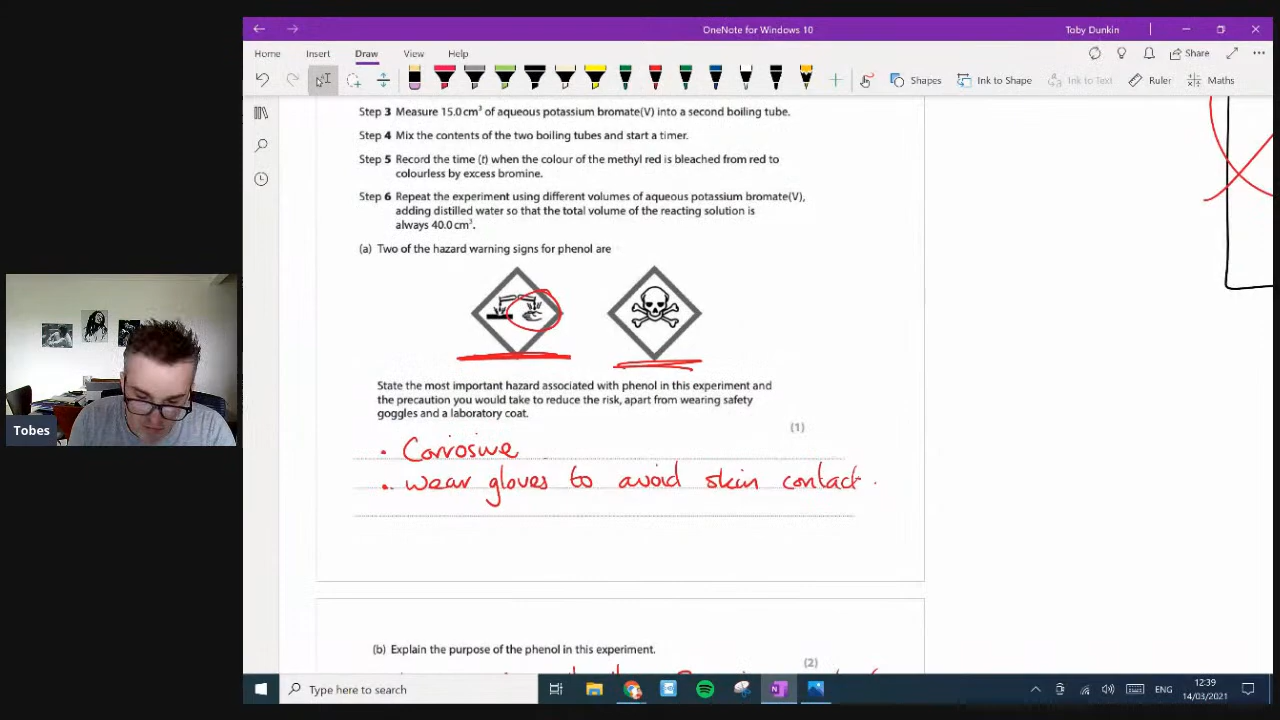 OneNote for Windows 10
Toby Dunkin
Home Insert Draw View Help
Share
Shapes Ink to Shape Ink to Text Ruler Maths
Step 3 Measure 15.0 cm³ of aqueous potassium bromate(V) into a second boiling tube.
Step 4 Mix the contents of the two boiling tubes and start a timer.
Step 5 Record the time (t) when the colour of the methyl red is bleached from red to
colourless by excess bromine.
Step 6 Repeat the experiment using different volumes of aqueous potassium bromate(V),
adding distilled water so that the total volume of the reacting solution is
always 40.0 cm³.
(a) Two of the hazard warning signs for phenol are
State the most important hazard associated with phenol in this experiment and
the precaution you would take to reduce the risk, apart from wearing safety
goggles and a laboratory coat.
(1)
• Corrosive
• wear gloves to avoid skin contact.
(b) Explain the purpose of the phenol in this experiment.
(2)
Tobes
Type here to search
ENG
12:39
14/03/2021